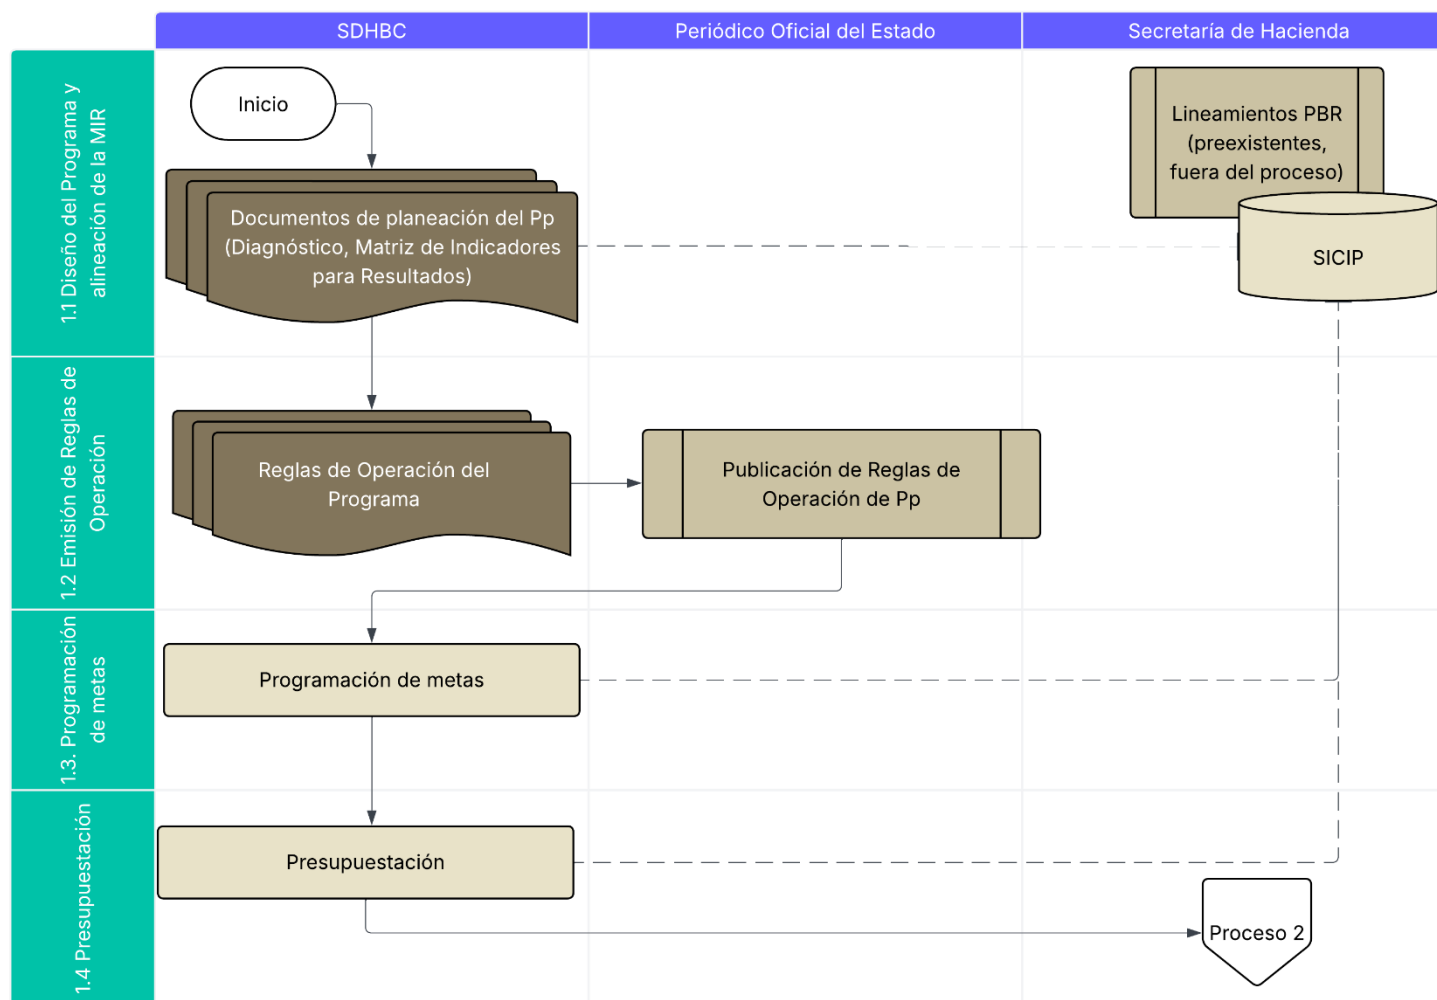 SDHBC
Periódico Oficial del Estado
Secretaría de Hacienda
1.1 Diseño del Programa y
alineación de la MIR
Inicio
Lineamientos PBR
(preexistentes,
fuera del proceso)
Documentos de planeación del Pp
(Diagnóstico, Matriz de Indicadores
para Resultados)
SICIP
1.2 Emisión de Reglas de
Operación
Reglas de Operación del
Programa
Publicación de Reglas de
Operación de Pp
1.3. Programación
de metas
Programación de metas
1.4 Presupuestación
Presupuestación
Proceso 2